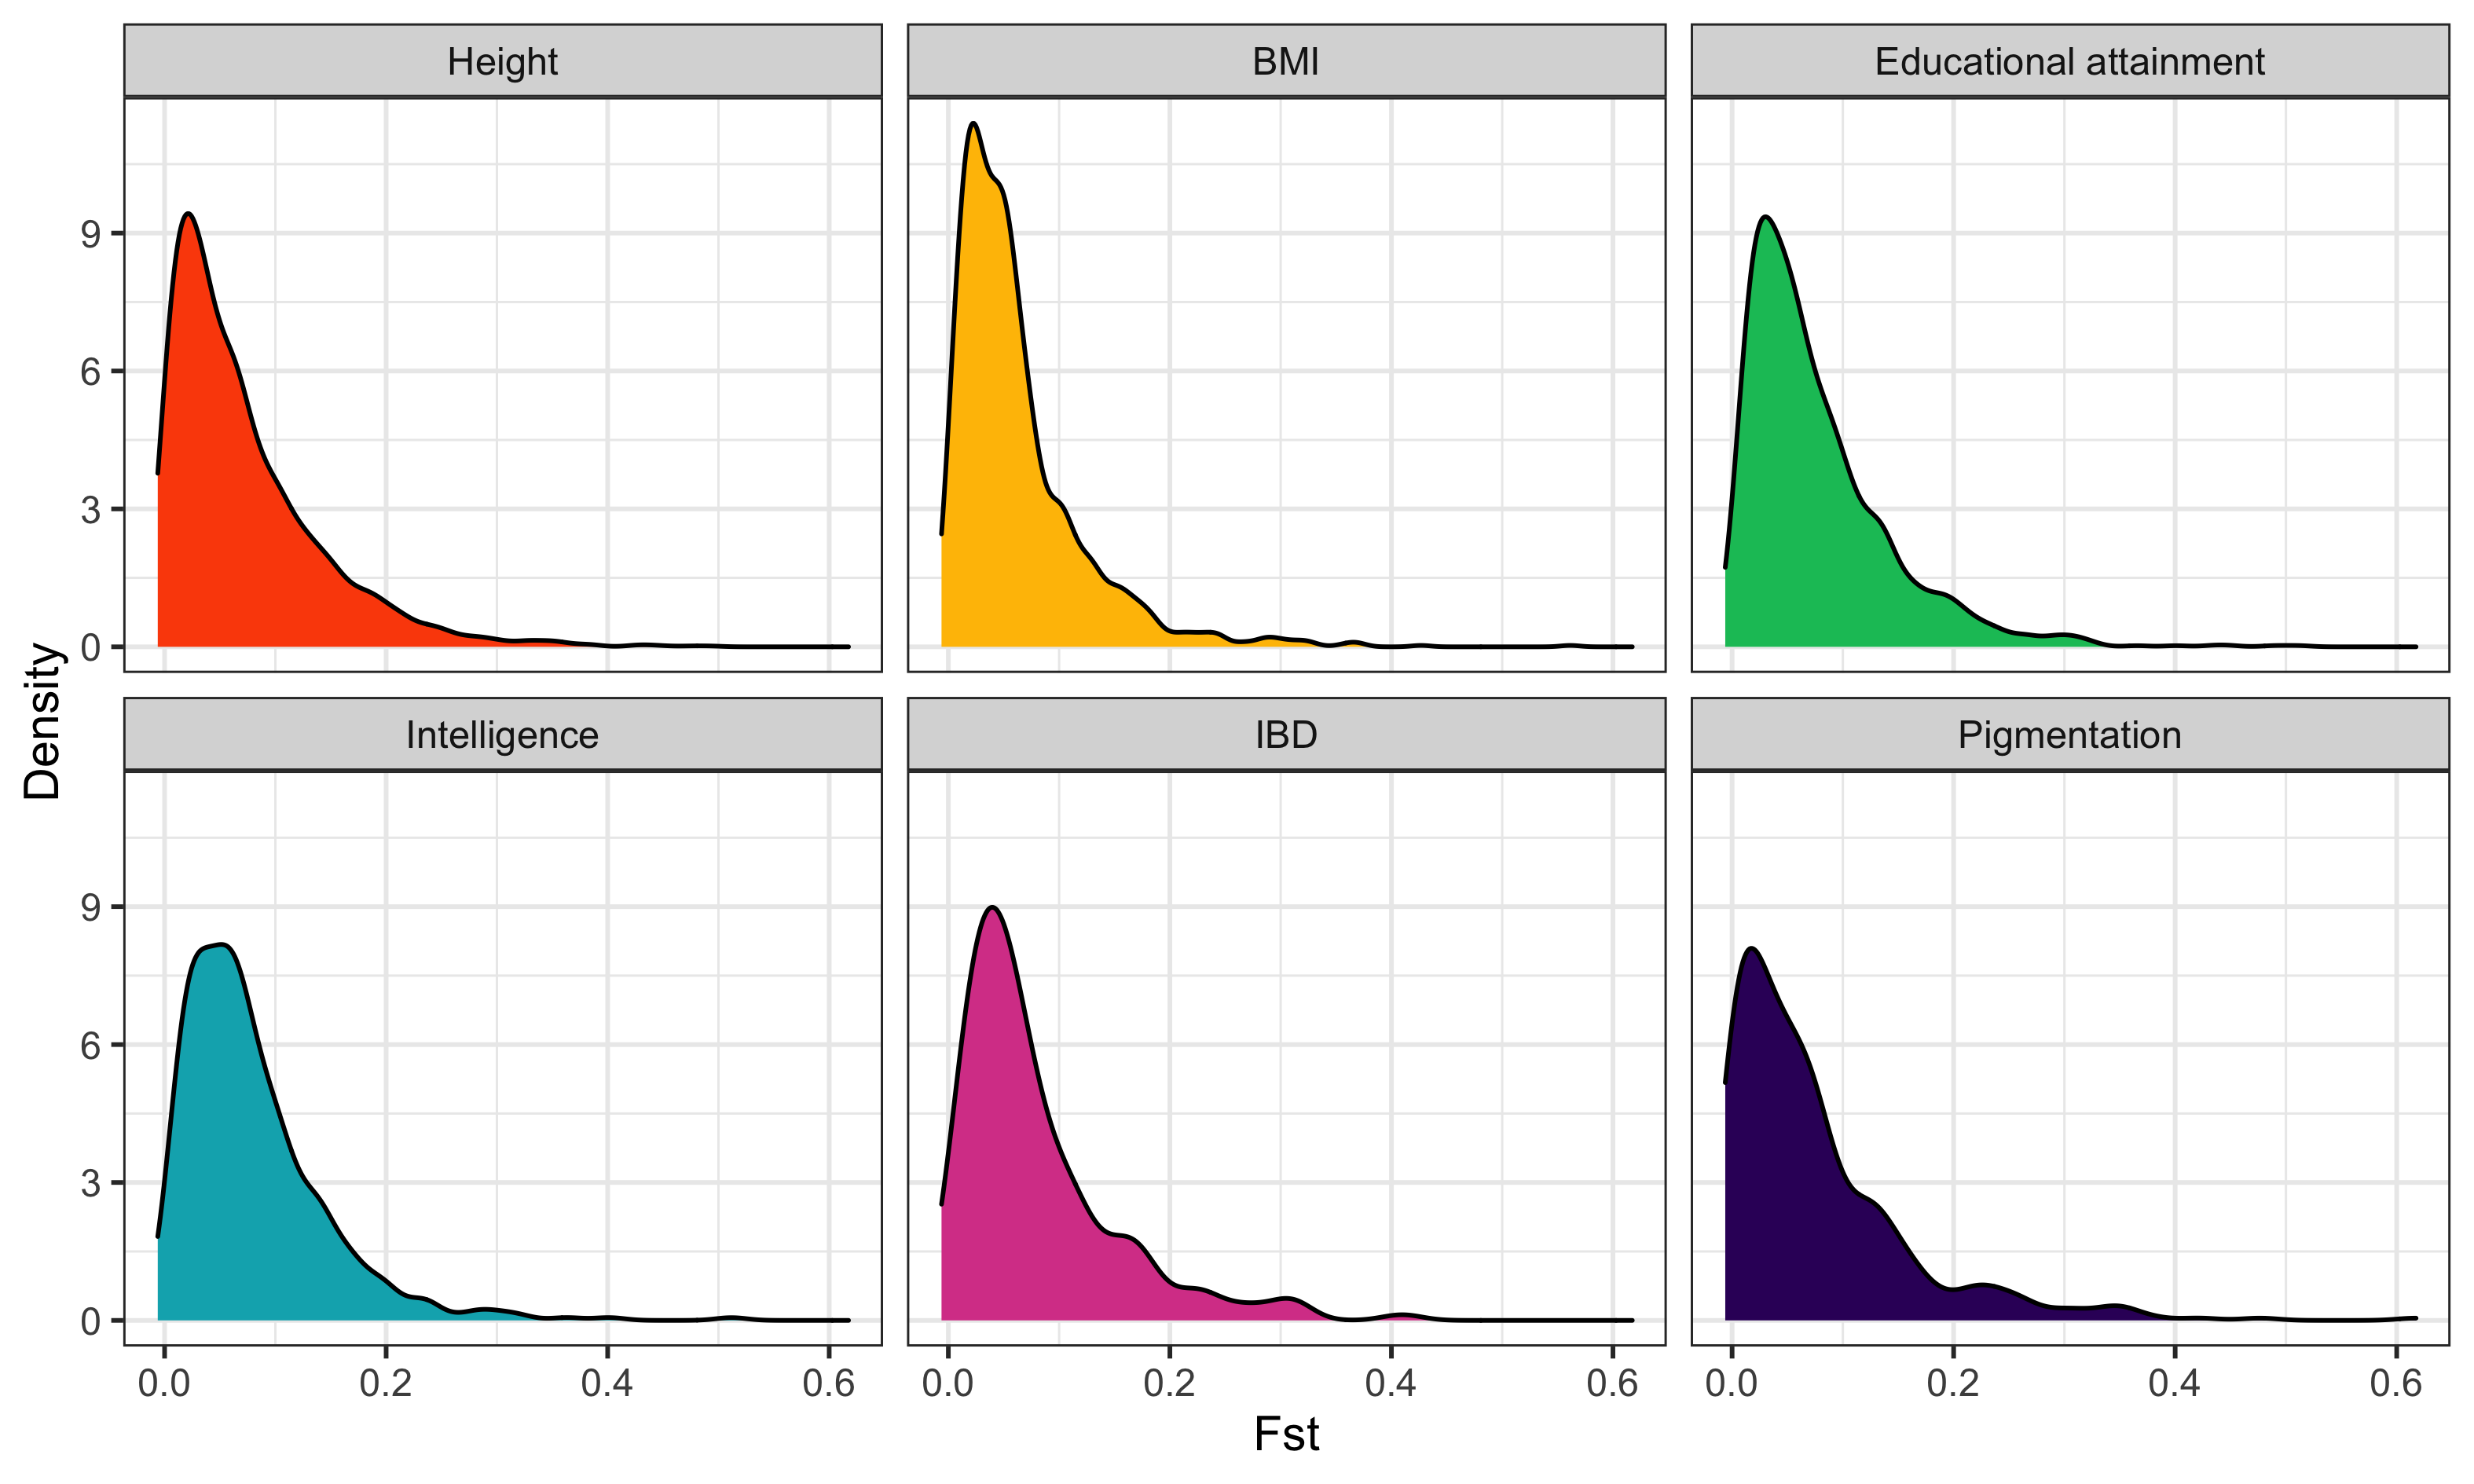 Height
BMI
Educational attainment
9
6
3
0
Density
Intelligence
IBD
Pigmentation
9
6
3
0
0.0 0.2 0.4 0.6
0.0 0.2 0.4 0.6
0.0 0.2 0.4 0.6
Fst